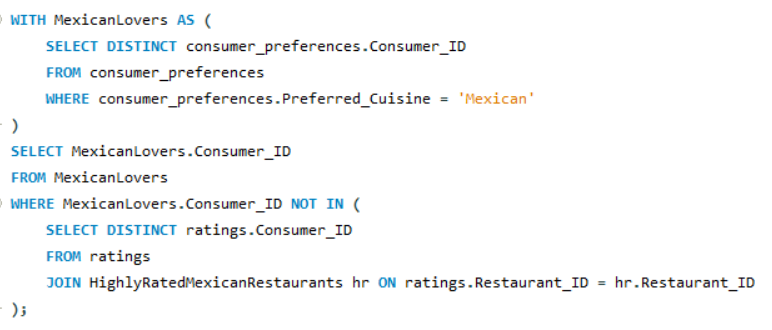 WITH MexicanLovers AS (
    SELECT DISTINCT consumer_preferences.Consumer_ID
    FROM consumer_preferences
    WHERE consumer_preferences.Preferred_Cuisine = 'Mexican'
)
SELECT MexicanLovers.Consumer_ID
FROM MexicanLovers
WHERE MexicanLovers.Consumer_ID NOT IN (
    SELECT DISTINCT ratings.Consumer_ID
    FROM ratings
    JOIN HighlyRatedMexicanRestaurants hr ON ratings.Restaurant_ID = hr.Restaurant_ID
);